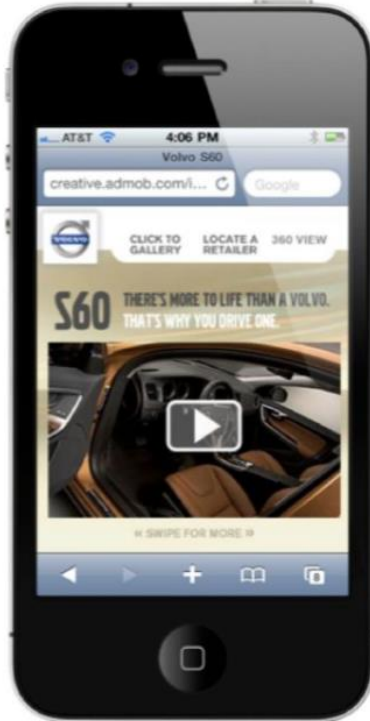 AT&T 4:06 PM
Volvo S60
creative.admob.com/i... Google
VOLVO
CLICK TO GALLERY
LOCATE A RETAILER
360 VIEW
S60
THERE'S MORE TO LIFE THAN A VOLVO.
THAT'S WHY YOU DRIVE ONE.
« SWIPE FOR MORE »
8